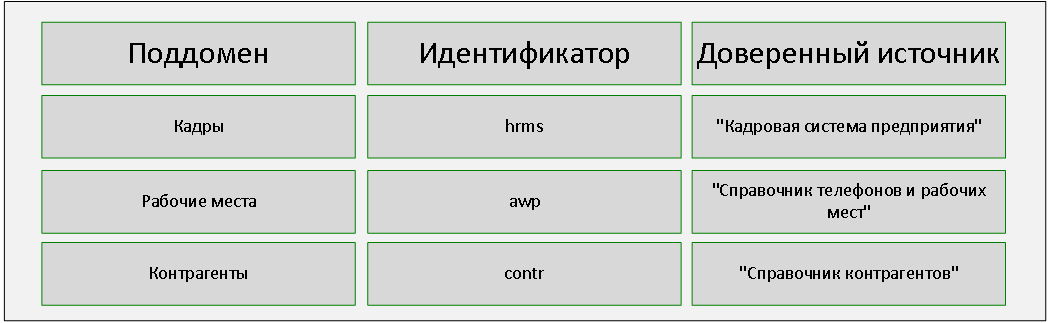 Поддомен
Идентификатор
Доверенный источник
Кадры
hrms
"Кадровая система предприятия"
Рабочие места
awp
"Справочник телефонов и рабочих
мест"
Контрагенты
contr
"Справочник контрагентов"